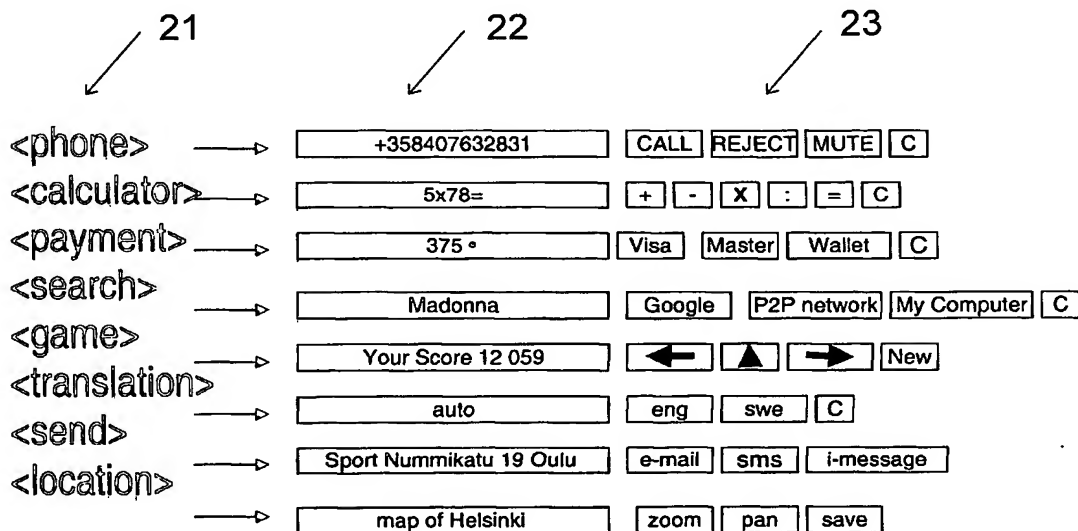 21 22 23
<phone> +358407632831 CALL REJECT MUTE C
<calculator> 5x78= + - X : = C
<payment> 375 ° Visa Master Wallet C
<search> Madonna Google P2P network My Computer C
<game> Your Score 12 059 New
<translation> auto eng swe C
<send> Sport Nummikatu 19 Oulu e-mail sms i-message
<location> map of Helsinki zoom pan save